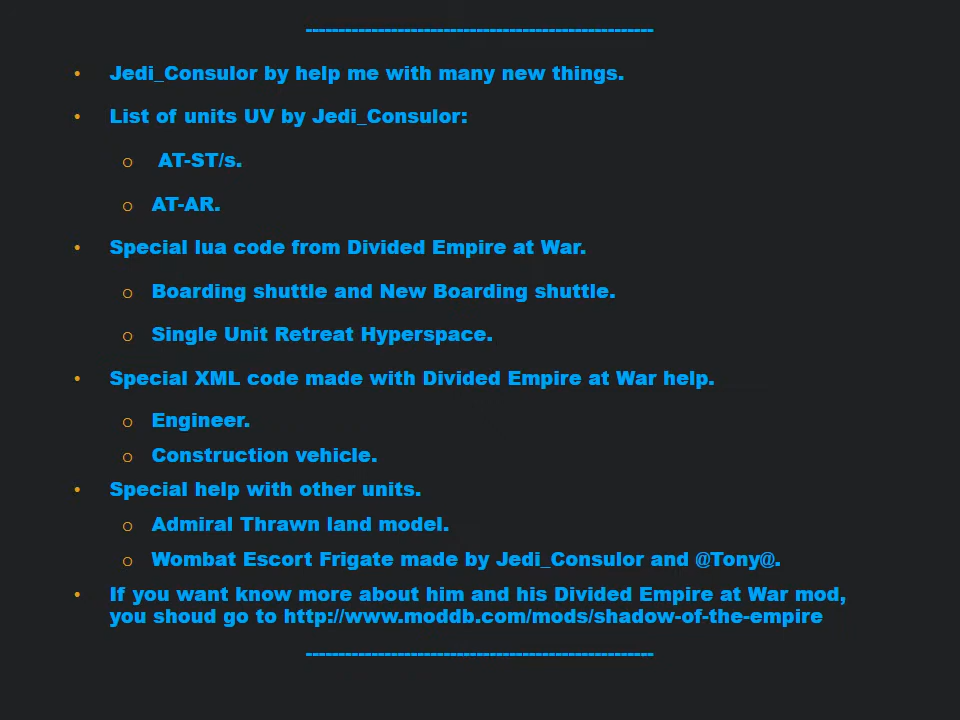 -----------------------------------------------------
• Jedi_Consulor by help me with many new things.
• List of units UV by Jedi_Consulor:
o AT-ST/s.
o AT-AR.
• Special lua code from Divided Empire at War.
o Boarding shuttle and New Boarding shuttle.
o Single Unit Retreat Hyperspace.
• Special XML code made with Divided Empire at War help.
o Engineer.
o Construction vehicle.
• Special help with other units.
o Admiral Thrawn land model.
o Wombat Escort Frigate made by Jedi_Consulor and @Tony@.
• If you want know more about him and his Divided Empire at War mod,
you shoud go to http://www.moddb.com/mods/shadow-of-the-empire
-----------------------------------------------------